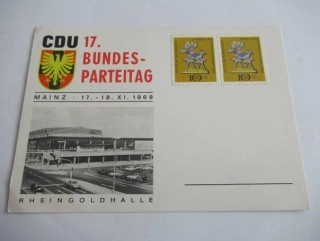 CDU 17.
BUNDES-
PARTEITAG
MAINZ · 17.-18. XI. 1969
RHEINGOLDHALLE
10
10